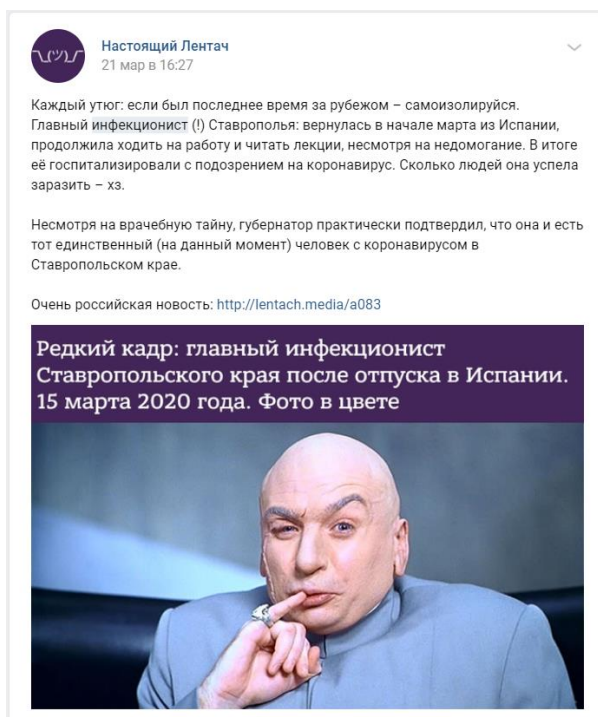 Настоящий Лентач
21 мар в 16:27
Каждый утюг: если был последнее время за рубежом – самоизолируйся.
Главный инфекционист (!) Ставрополья: вернулась в начале марта из Испании,
продолжила ходить на работу и читать лекции, несмотря на недомогание. В итоге
её госпитализировали с подозрением на коронавирус. Сколько людей она успела
заразить – хз.
Несмотря на врачебную тайну, губернатор практически подтвердил, что она и есть
тот единственный (на данный момент) человек с коронавирусом в
Ставропольском крае.
Очень российская новость: http://lentach.media/a083
Редкий кадр: главный инфекционист
Ставропольского края после отпуска в Испании.
15 марта 2020 года. Фото в цвете